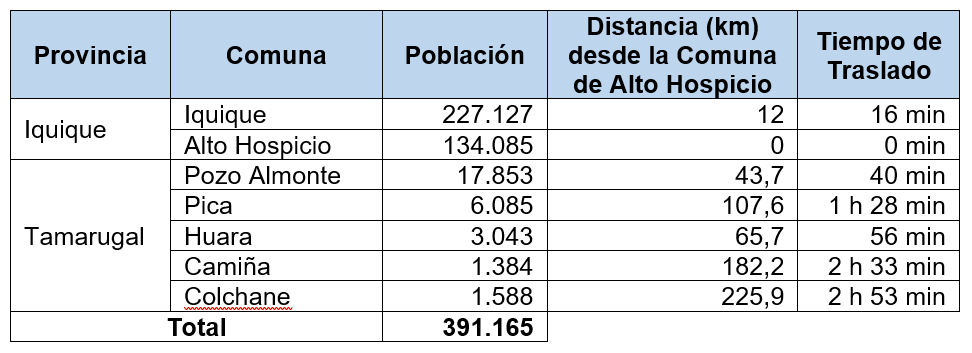 Provincia Comuna Población Distancia (km) desde la Comuna de Alto Hospicio Tiempo de Traslado
Iquique Iquique 227.127 12 16 min
Alto Hospicio 134.085 0 0 min
Tamarugal Pozo Almonte 17.853 43,7 40 min
Pica 6.085 107,6 1 h 28 min
Huara 3.043 65,7 56 min
Camiña 1.384 182,2 2 h 33 min
Colchane 1.588 225,9 2 h 53 min
Total 391.165